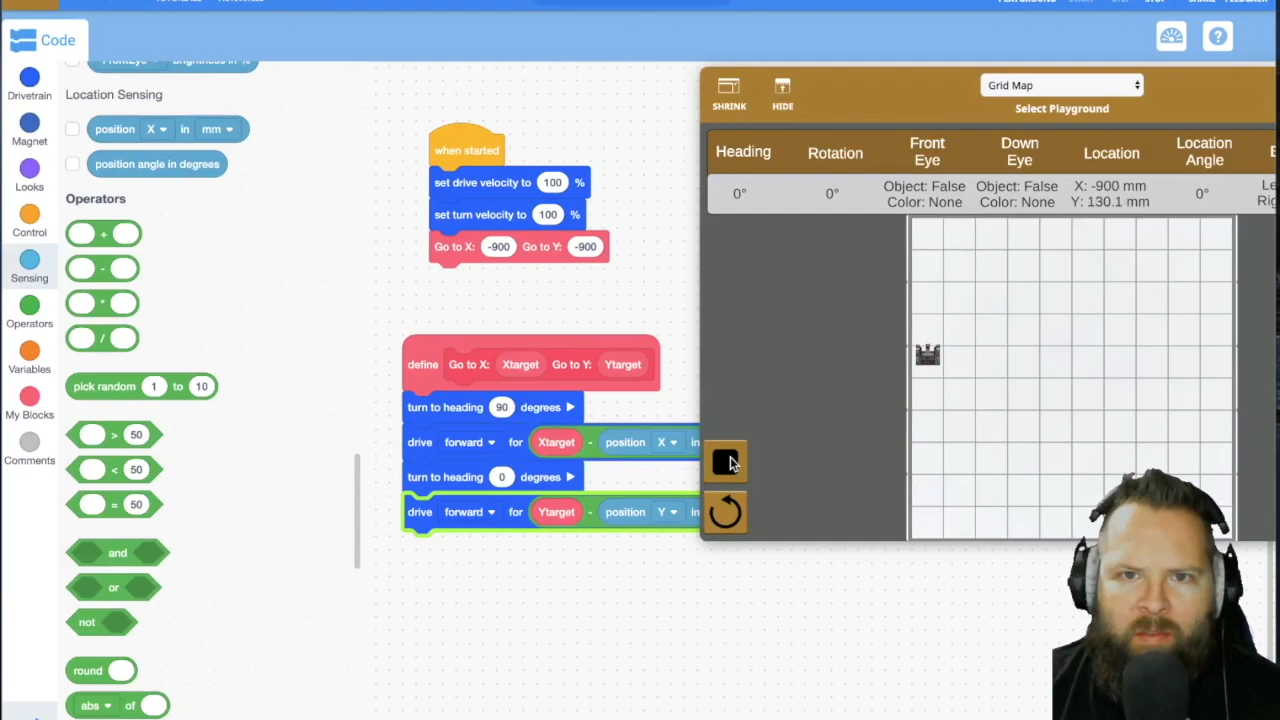 Code
Drivetrain
Magnet
Looks
Control
Sensing
Operators
Variables
My Blocks
Comments
brightness in %
Location Sensing
position X in mm
position angle in degrees
Operators
+
-
*
/
pick random 1 to 10
> 50
< 50
= 50
and
or
not
round
abs of
when started
set drive velocity to 100 %
set turn velocity to 100 %
Go to X: -900 Go to Y: -900
define Go to X: Xtarget Go to Y: Ytarget
turn to heading 90 degrees
drive forward for Xtarget - position X in
turn to heading 0 degrees
drive forward for Ytarget - position Y in
SHRINK
HIDE
Grid Map
Select Playground
Heading Rotation Front Eye Down Eye Location Location Angle
0° 0° Object: False Object: False X: -900 mm 0°
Color: None Color: None Y: 130.1 mm